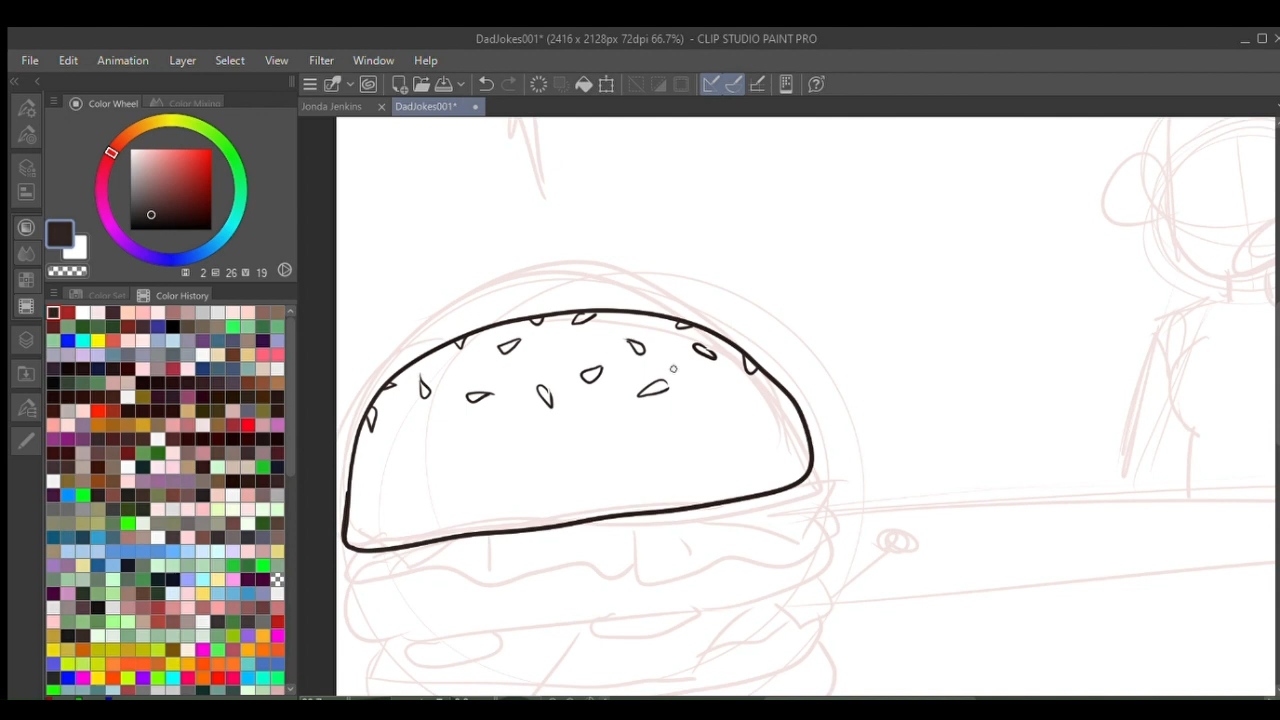 DadJokes001* (2416 x 2128px 72dpi 66.7%)  - CLIP STUDIO PAINT PRO
File Edit Animation Layer Select View Filter Window Help
Color Wheel Color Mixing
Jonda Jenkins DadJokes001*
2 26 19
Color Set Color History